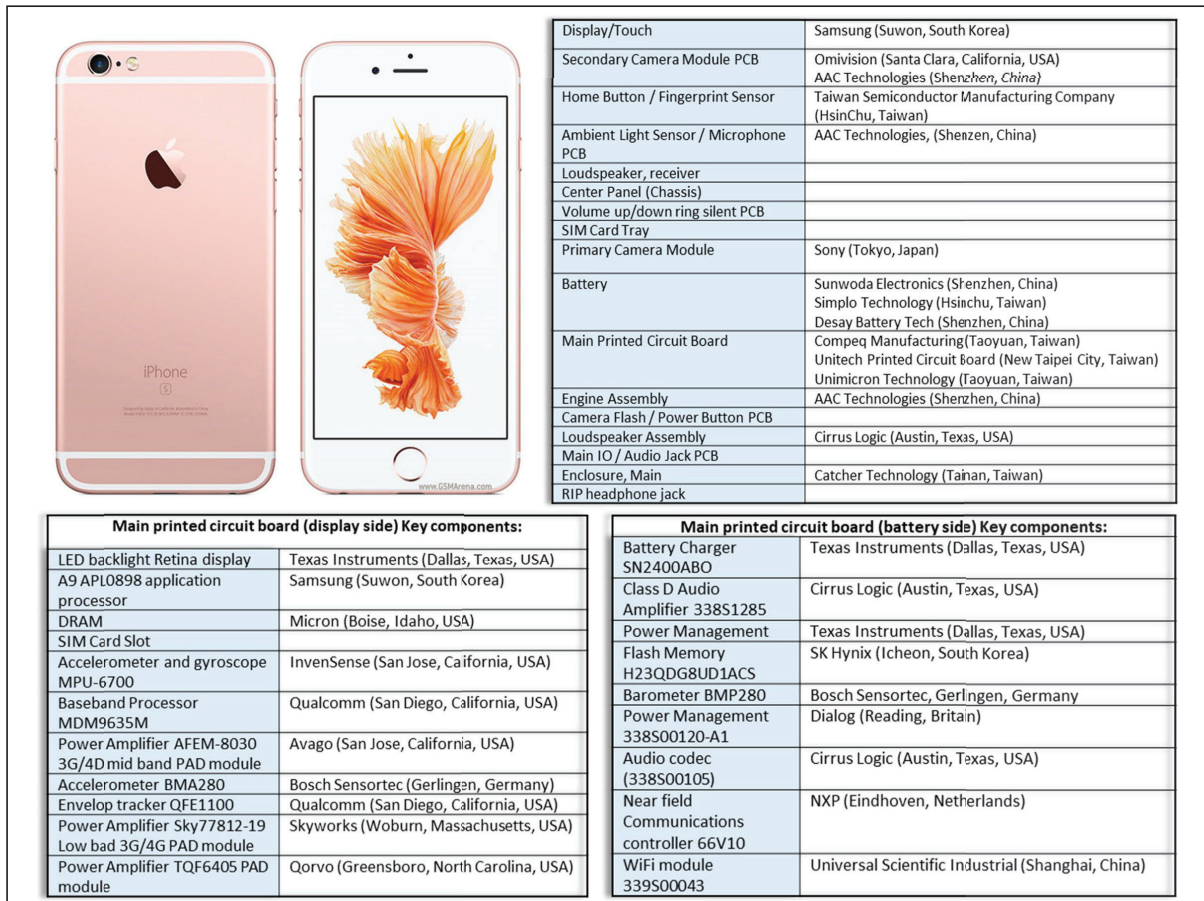 iPhone
S
www.GSMArena.com
Display/Touch
Samsung (Suwon, South Korea)
Secondary Camera Module PCB
Omivision (Santa Clara, California, USA)
AAC Technologies (Shenzhen, China)
Home Button / Fingerprint Sensor
Taiwan Semiconductor Manufacturing Company
(HsinChu, Taiwan)
Ambient Light Sensor / Microphone
PCB
AAC Technologies, (Shenzen, China)
Loudspeaker, receiver
Center Panel (Chassis)
Volume up/down ring silent PCB
SIM Card Tray
Primary Camera Module
Sony (Tokyo, Japan)
Battery
Sunwoda Electronics (Shenzhen, China)
Simplo Technology (Hsinchu, Taiwan)
Desay Battery Tech (Shenzhen, China)
Main Printed Circuit Board
Compeq Manufacturing(Taoyuan, Taiwan)
Unitech Printed Circuit Board (New Taipei City, Taiwan)
Unimicron Technology (Taoyuan, Taiwan)
Engine Assembly
AAC Technologies (Shenzhen, China)
Camera Flash / Power Button PCB
Loudspeaker Assembly
Cirrus Logic (Austin, Texas, USA)
Main IO / Audio Jack PCB
Enclosure, Main
Catcher Technology (Tainan, Taiwan)
RIP headphone jack
Main printed circuit board (display side) Key components:
LED backlight Retina display
Texas Instruments (Dallas, Texas, USA)
A9 APL0898 application
processor
Samsung (Suwon, South Korea)
DRAM
Micron (Boise, Idaho, USA)
SIM Card Slot
Accelerometer and gyroscope
MPU-6700
InvenSense (San Jose, California, USA)
Baseband Processor
MDM9635M
Qualcomm (San Diego, California, USA)
Power Amplifier AFEM-8030
3G/4D mid band PAD module
Avago (San Jose, California, USA)
Accelerometer BMA280
Bosch Sensortec (Gerlingen, Germany)
Envelop tracker QFE1100
Qualcomm (San Diego, California, USA)
Power Amplifier Sky77812-19
Low bad 3G/4G PAD module
Skyworks (Woburn, Massachusetts, USA)
Power Amplifier TQF6405 PAD
module
Qorvo (Greensboro, North Carolina, USA)
Main printed circuit board (battery side) Key components:
Battery Charger
SN2400ABO
Texas Instruments (Dallas, Texas, USA)
Class D Audio
Amplifier 338S1285
Cirrus Logic (Austin, Texas, USA)
Power Management
Texas Instruments (Dallas, Texas, USA)
Flash Memory
H23QDG8UD1ACS
SK Hynix (Icheon, South Korea)
Barometer BMP280
Bosch Sensortec, Gerlingen, Germany
Power Management
338S00120-A1
Dialog (Reading, Britain)
Audio codec
(338S00105)
Cirrus Logic (Austin, Texas, USA)
Near field
Communications
controller 66V10
NXP (Eindhoven, Netherlands)
WiFi module
339S00043
Universal Scientific Industrial (Shanghai, China)